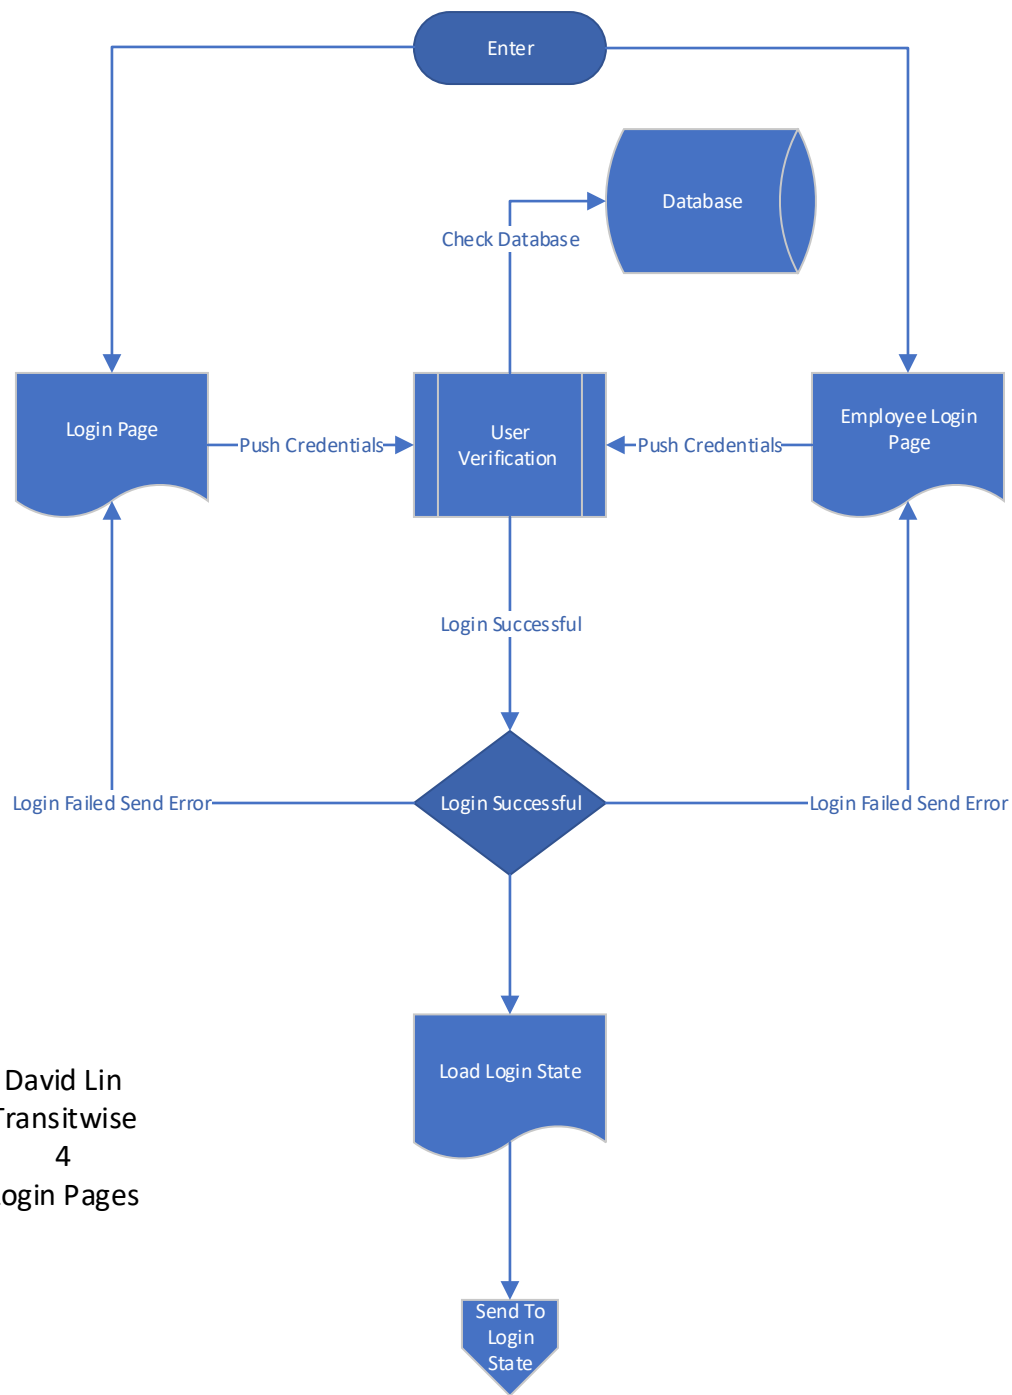 Enter
Database
Check Database
Login Page
Push Credentials
User
Verification
Push Credentials
Employee Login
Page
Login Successful
Login Failed Send Error
Login Successful
Login Failed Send Error
Load Login State
David Lin
Transitwise
4
Login Pages
Send To
Login
State